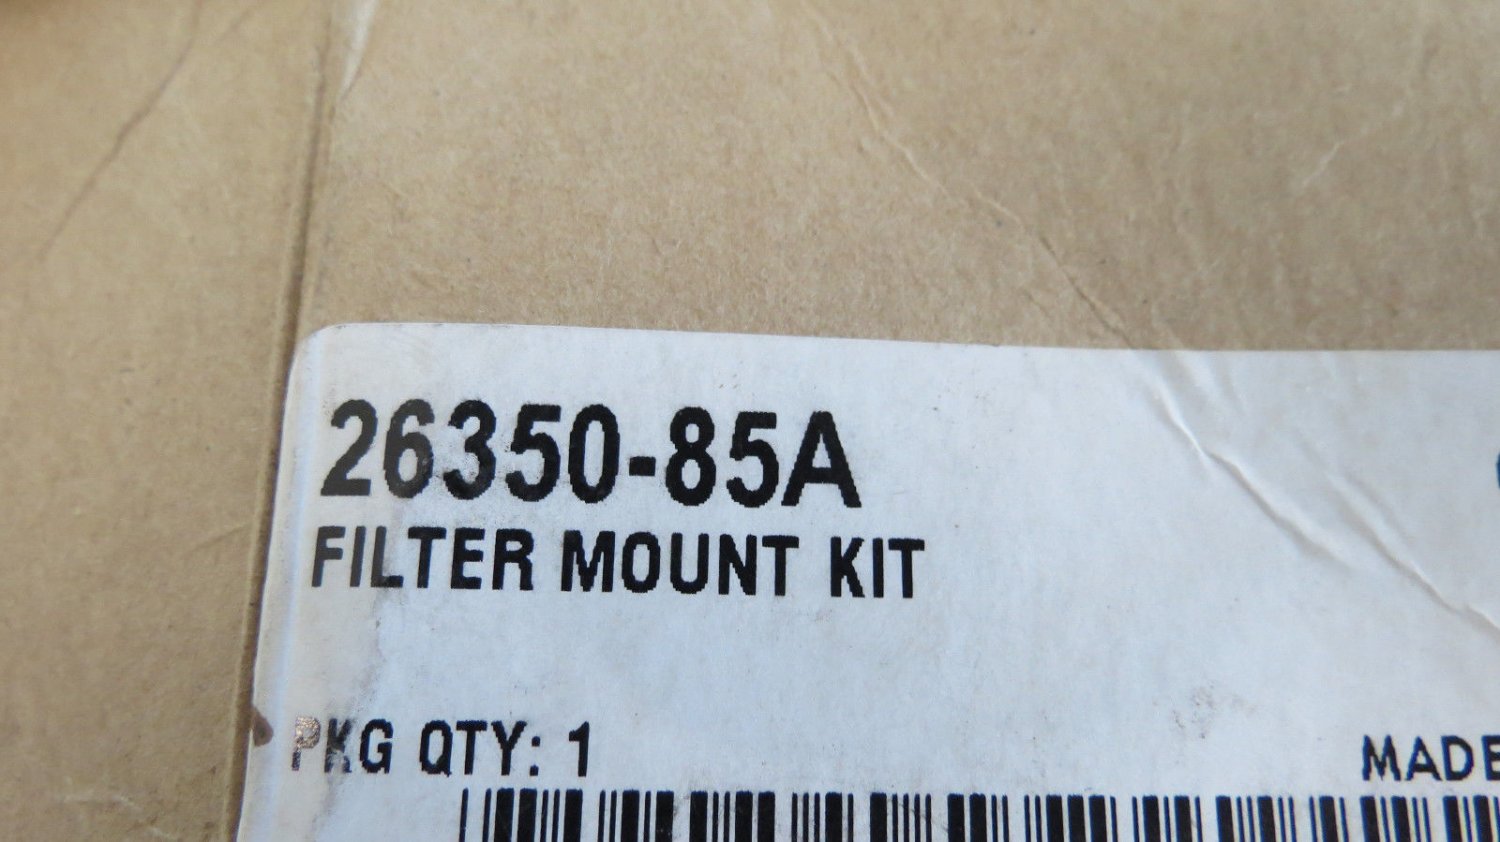 26350-85A
FILTER MOUNT KIT
PKG QTY: 1
MADE